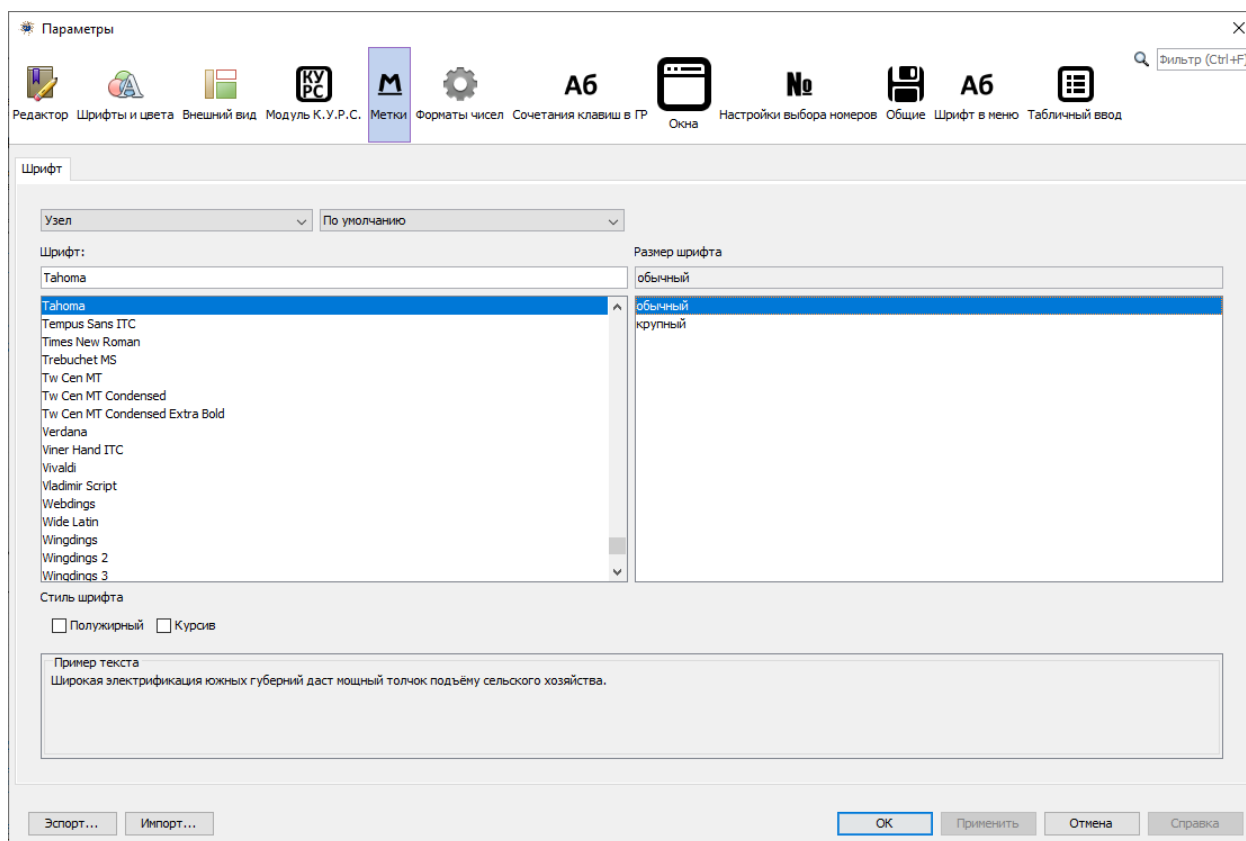 Параметры
Фильтр (Ctrl+F)
КУ
РС
М
Аб
№
Аб
Редактор Шрифты и цвета Внешний вид Модуль К.У.Р.С. Метки Форматы чисел Сочетания клавиш в ГР Окна Настройки выбора номеров Общие Шрифт в меню Табличный ввод
Шрифт
Узел По умолчанию
Шрифт: Размер шрифта
Tahoma обычный
Tahoma обычный
Tempus Sans ITC крупный
Times New Roman
Trebuchet MS
Tw Cen MT
Tw Cen MT Condensed
Tw Cen MT Condensed Extra Bold
Verdana
Viner Hand ITC
Vivaldi
Vladimir Script
Webdings
Wide Latin
Wingdings
Wingdings 2
Wingdings 3
Стиль шрифта
Полужирный Курсив
Пример текста
Широкая электрификация южных губерний даст мощный толчок подъёму сельского хозяйства.
Эспорт... Импорт... ОК Применить Отмена Справка